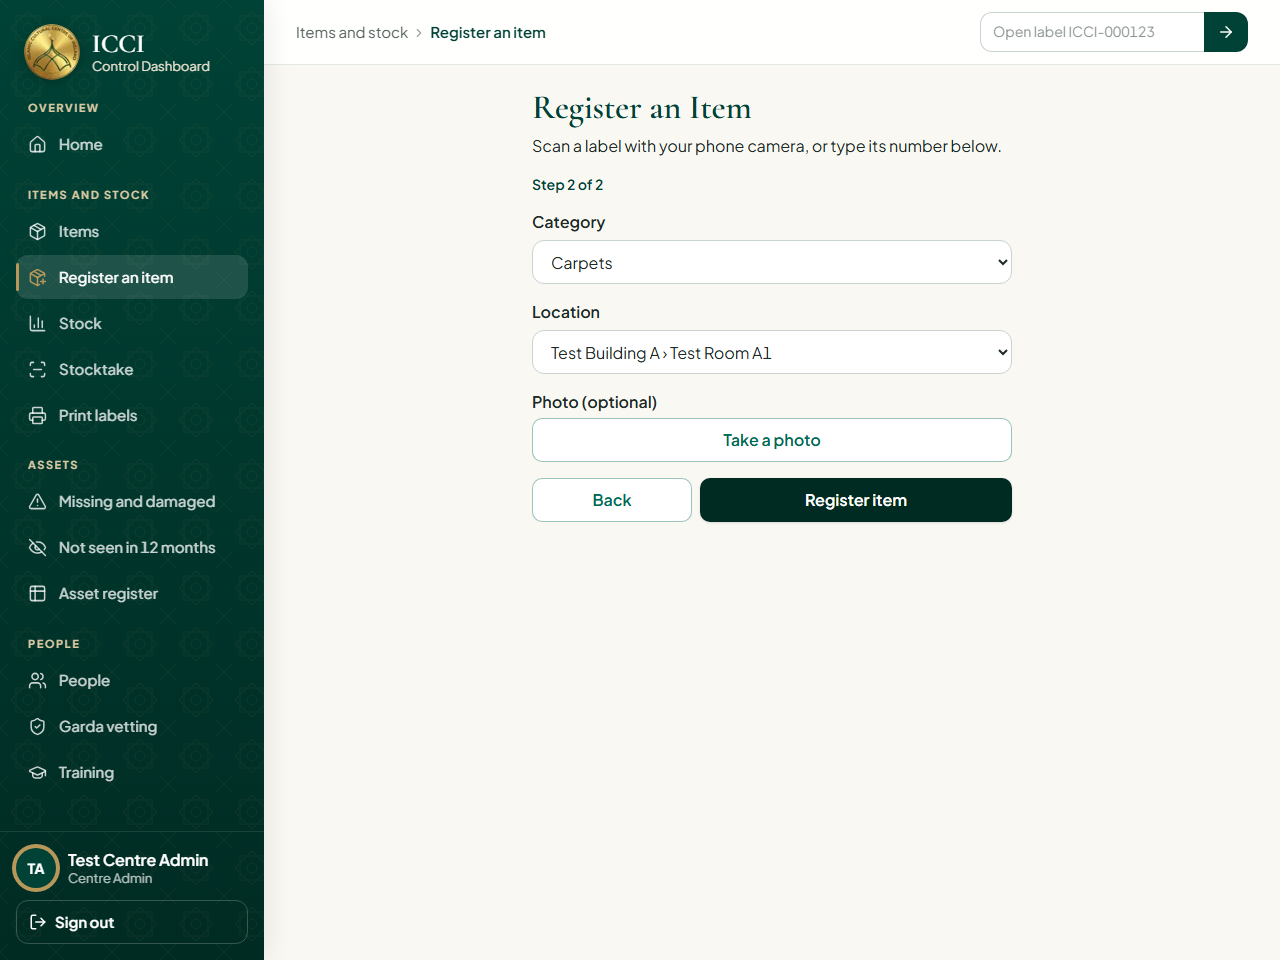 ICCI
Control Dashboard
OVERVIEW
Home
ITEMS AND STOCK
Items
Register an item
Stock
Stocktake
Print labels
ASSETS
Missing and damaged
Not seen in 12 months
Asset register
PEOPLE
People
Garda vetting
Training
TA
Test Centre Admin
Centre Admin
Sign out
Items and stock › Register an item
Open label ICCI-000123
Register an Item
Scan a label with your phone camera, or type its number below.
Step 2 of 2
Category
Carpets
Location
Test Building A › Test Room A1
Photo (optional)
Take a photo
Back
Register item